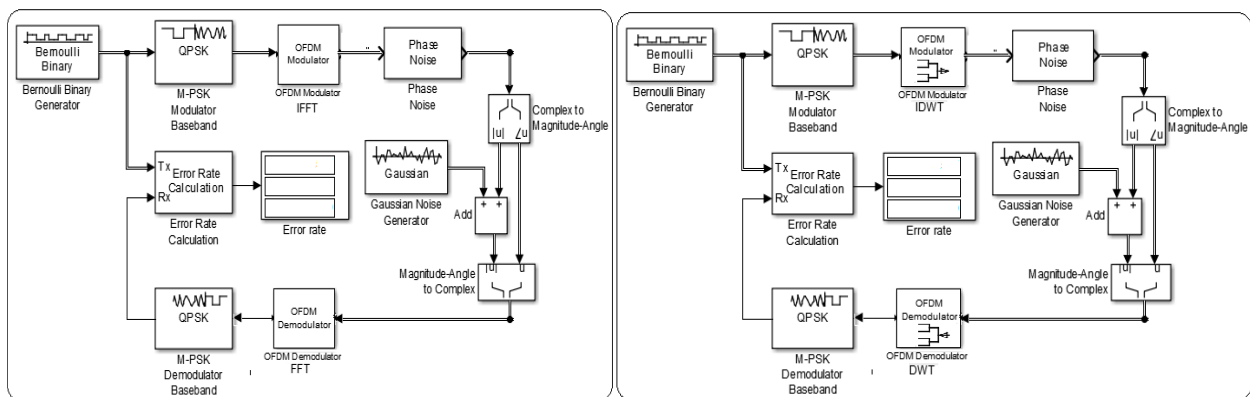 Bernoulli
Binary
Bernoulli Binary
Generator
QPSK
M-PSK
Modulator
Baseband
OFDM
Modulator
OFDM Modulator
IFFT
Phase
Noise
Phase
Noise
|u|
∠u
Complex to
Magnitude-Angle
Tx
Rx
Error Rate
Calculation
Error Rate
Calculation
Error rate
Gaussian
Gaussian Noise
Generator
Add
+ +
Magnitude-Angle
to Complex
|u|
QPSK
M-PSK
Demodulator
Baseband
OFDM
Demodulator
OFDM Demodulator
FFT
Bernoulli
Binary
Bernoulli Binary
Generator
QPSK
M-PSK
Modulator
Baseband
OFDM
Modulator
OFDM Modulator
IDWT
Phase
Noise
Phase
Noise
|u|
∠u
Complex to
Magnitude-Angle
Tx
Rx
Error Rate
Calculation
Error Rate
Calculation
Error rate
Gaussian
Gaussian Noise
Generator
Add
+ +
Magnitude-Angle
to Complex
|u|
QPSK
M-PSK
Demodulator
Baseband
OFDM
Demodulator
OFDM Demodulator
DWT